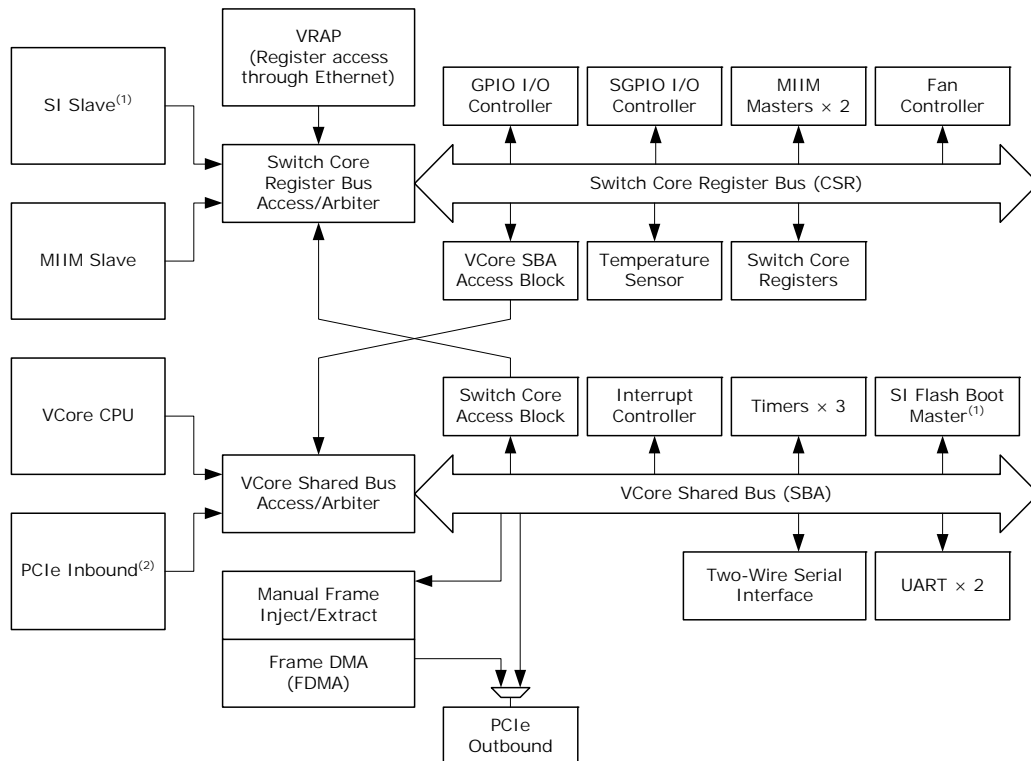 VRAP
(Register access
through Ethernet)
SI Slave(1)
GPIO I/O
Controller
SGPIO I/O
Controller
MIIM
Masters × 2
Fan
Controller
Switch Core
Register Bus
Access/Arbiter
Switch Core Register Bus (CSR)
MIIM Slave
VCore SBA
Access Block
Temperature
Sensor
Switch Core
Registers
VCore CPU
Switch Core
Access Block
Interrupt
Controller
Timers × 3
SI Flash Boot
Master(1)
VCore Shared Bus
Access/Arbiter
VCore Shared Bus (SBA)
PCIe Inbound(2)
Manual Frame
Inject/Extract
Two-Wire Serial
Interface
UART × 2
Frame DMA
(FDMA)
PCIe
Outbound